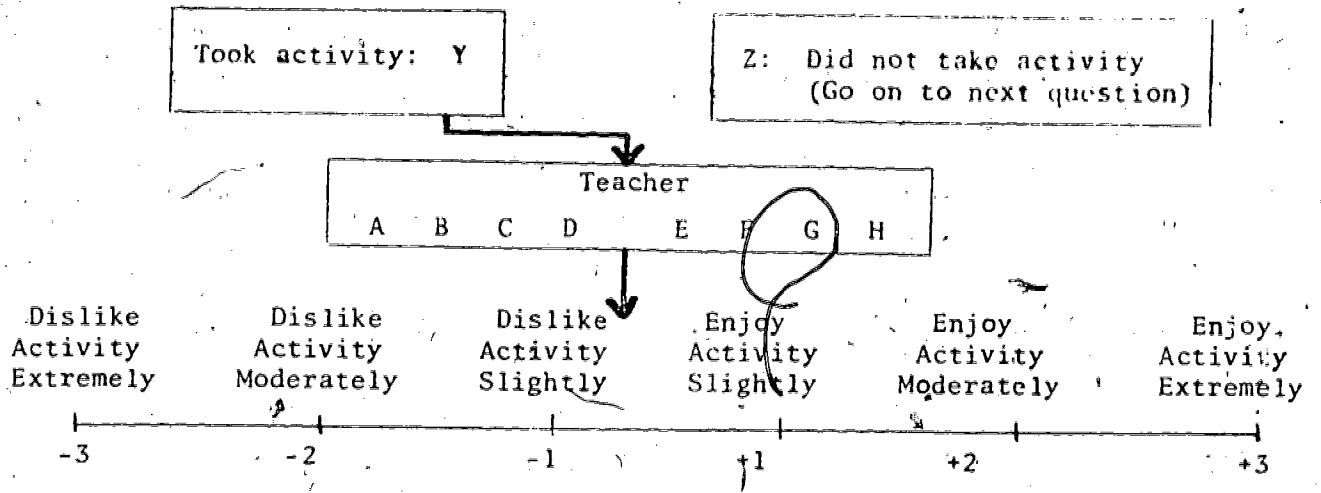 Took activity: Y
Z: Did not take activity
(Go on to next question)
Teacher
A B C D E F G H
Dislike Dislike Dislike Enjoy Enjoy Enjoy,
Activity Activity Activity Activity Activity Activity
Extremely Moderately Slightly Slightly Moderately Extremely
-3 -2 -1 +1 +2 +3